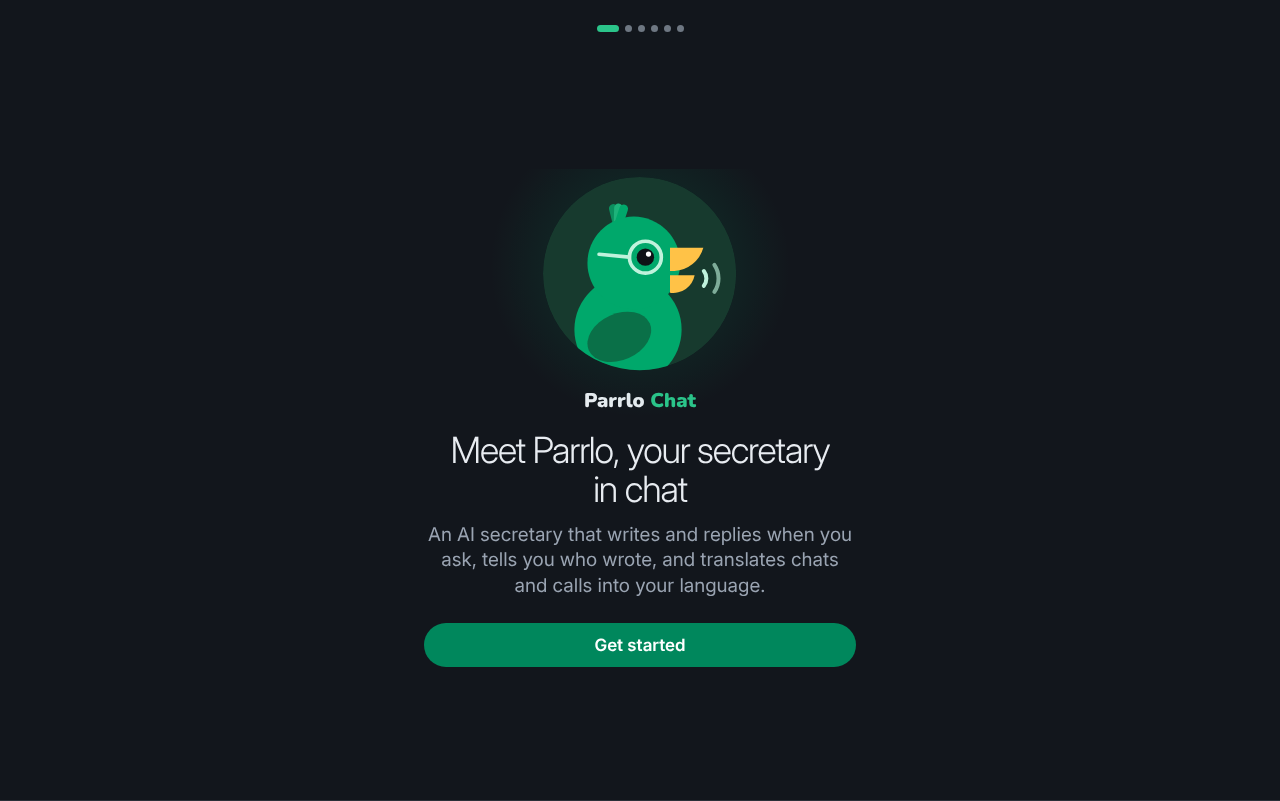 Parrlo Chat
Meet Parrlo, your secretary
in chat
An AI secretary that writes and replies when you
ask, tells you who wrote, and translates chats
and calls into your language.
Get started